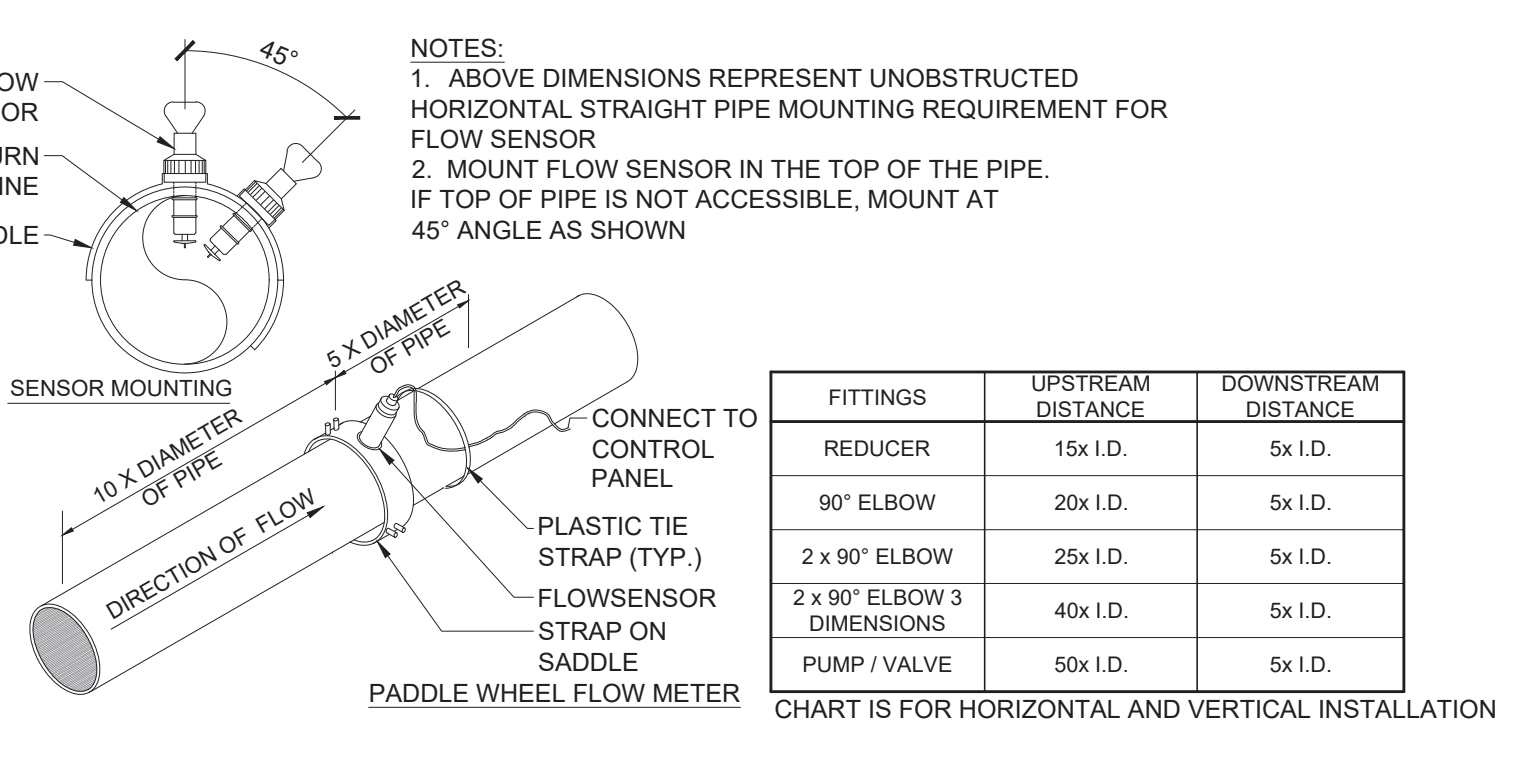 45°
OW
OR
URN
INE
DLE
SENSOR MOUNTING
NOTES:
1. ABOVE DIMENSIONS REPRESENT UNOBSTRUCTED
HORIZONTAL STRAIGHT PIPE MOUNTING REQUIREMENT FOR
FLOW SENSOR
2. MOUNT FLOW SENSOR IN THE TOP OF THE PIPE.
IF TOP OF PIPE IS NOT ACCESSIBLE, MOUNT AT
45° ANGLE AS SHOWN
5 X DIAMETER
OF PIPE
10 X DIAMETER
OF PIPE
DIRECTION OF FLOW
CONNECT TO
CONTROL
PANEL
PLASTIC TIE
STRAP (TYP.)
FLOWSENSOR
STRAP ON
SADDLE
PADDLE WHEEL FLOW METER
FITTINGS UPSTREAM DISTANCE DOWNSTREAM DISTANCE
REDUCER 15x I.D. 5x I.D.
90° ELBOW 20x I.D. 5x I.D.
2 x 90° ELBOW 25x I.D. 5x I.D.
2 x 90° ELBOW 3 DIMENSIONS 40x I.D. 5x I.D.
PUMP / VALVE 50x I.D. 5x I.D.
CHART IS FOR HORIZONTAL AND VERTICAL INSTALLATION